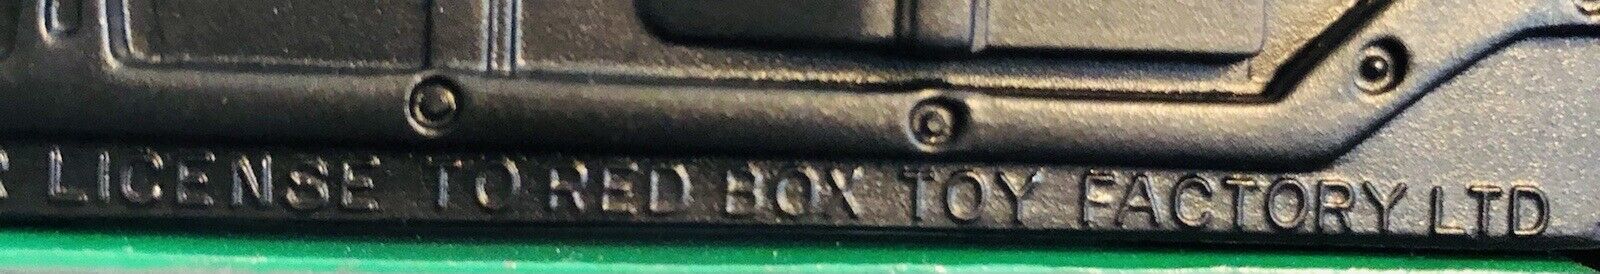 LICENSE TO RED BOX TOY FACTORY LTD